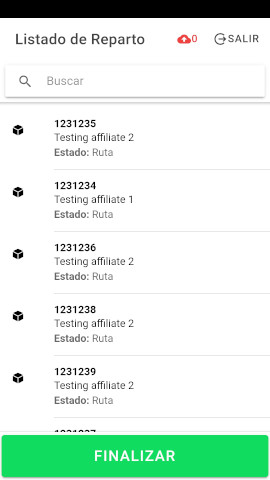 Listado de Reparto 0 SALIR
Buscar
1231235
Testing affiliate 2
Estado: Ruta
1231234
Testing affiliate 1
Estado: Ruta
1231236
Testing affiliate 2
Estado: Ruta
1231238
Testing affiliate 2
Estado: Ruta
1231239
Testing affiliate 2
Estado: Ruta
1231237
FINALIZAR